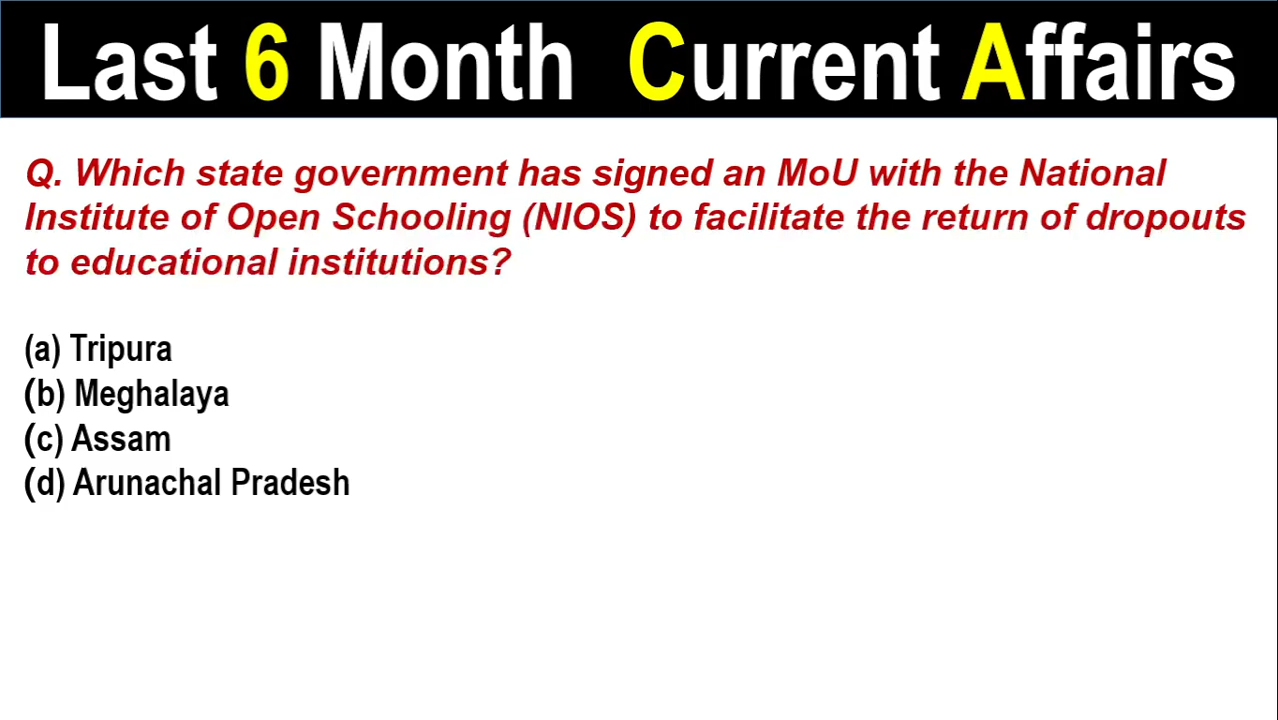 Last 6 Month Current Affairs
Q. Which state government has signed an MoU with the National
Institute of Open Schooling (NIOS) to facilitate the return of dropouts
to educational institutions?
(a) Tripura
(b) Meghalaya
(c) Assam
(d) Arunachal Pradesh